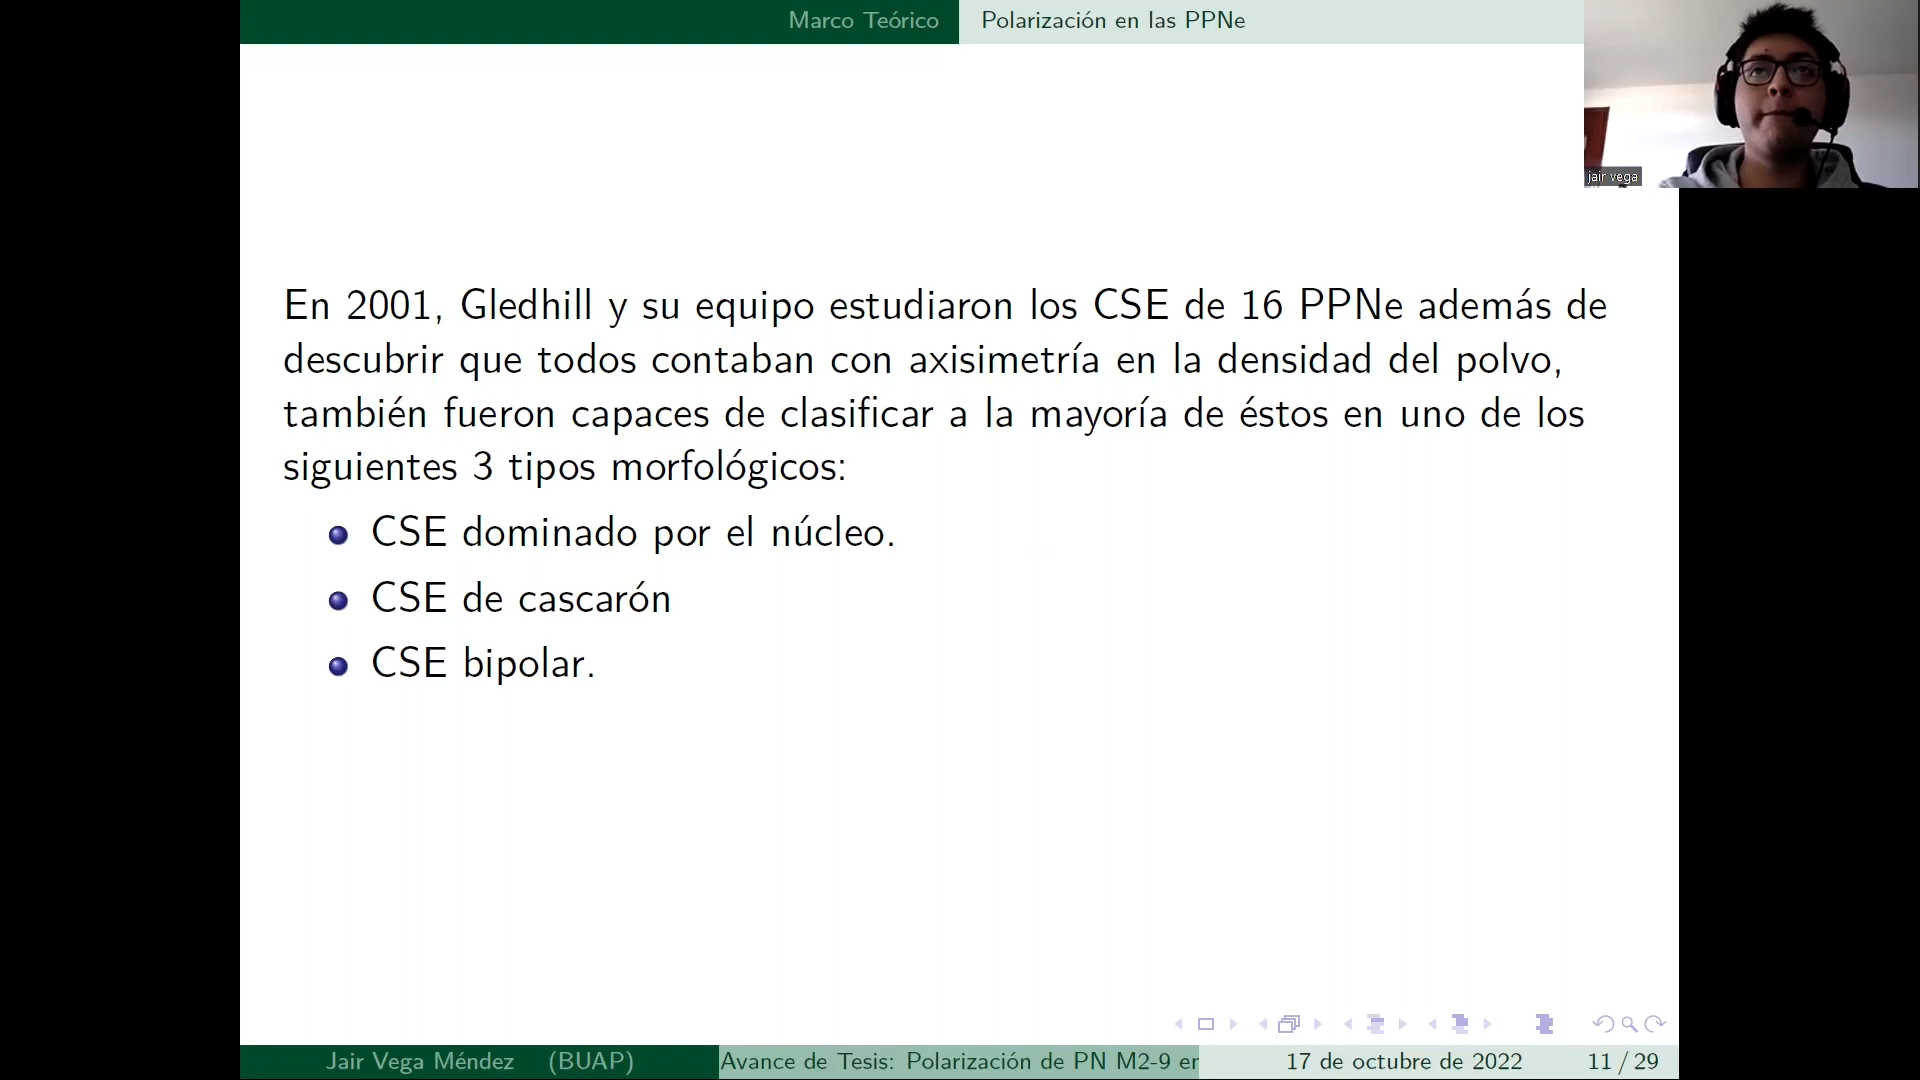 Marco Teórico
Polarización en las PPNe
jair vega
En 2001, Gledhill y su equipo estudiaron los CSE de 16 PPNe además de
descubrir que todos contaban con axisimetría en la densidad del polvo,
también fueron capaces de clasificar a la mayoría de éstos en uno de los
siguientes 3 tipos morfológicos:
CSE dominado por el núcleo.
CSE de cascarón
CSE bipolar.
Jair Vega Méndez (BUAP)
Avance de Tesis: Polarización de PN M2-9 en
17 de octubre de 2022
11 / 29